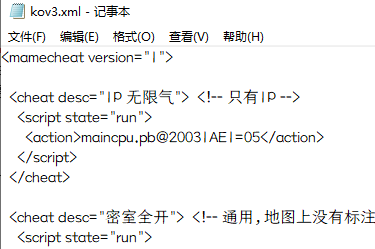 kov3.xml - 记事本
文件(F) 编辑(E) 格式(O) 查看(V) 帮助(H)
<mamecheat version="1">
<cheat desc="1P 无限气"> <!-- 只有1P -->
<script state="run">
<action>maincpu.pb@20031AE1=05</action>
</script>
</cheat>
<cheat desc="密室全开"> <!-- 通用,地图上没有标注
<script state="run">